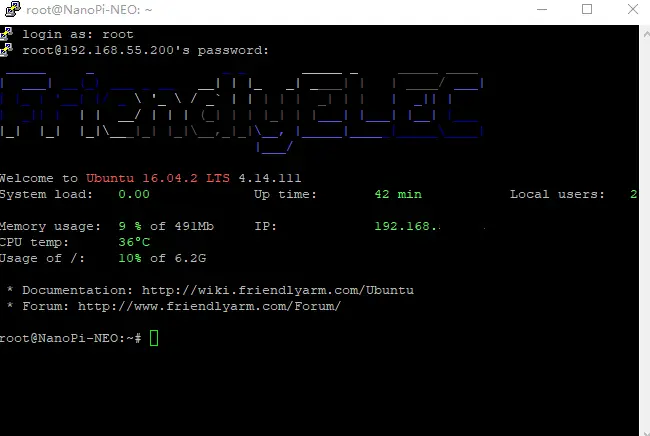 root@NanoPi-NEO: ~
login as: root
root@192.168.55.200's password:
FriendlyELEC
Welcome to Ubuntu 16.04.2 LTS 4.14.111
System load: 0.00 Up time: 42 min Local users: 2
Memory usage: 9 % of 491Mb IP: 192.168.
CPU temp: 36°C
Usage of /: 10% of 6.2G
* Documentation: http://wiki.friendlyarm.com/Ubuntu
* Forum: http://www.friendlyarm.com/Forum/
root@NanoPi-NEO:~#